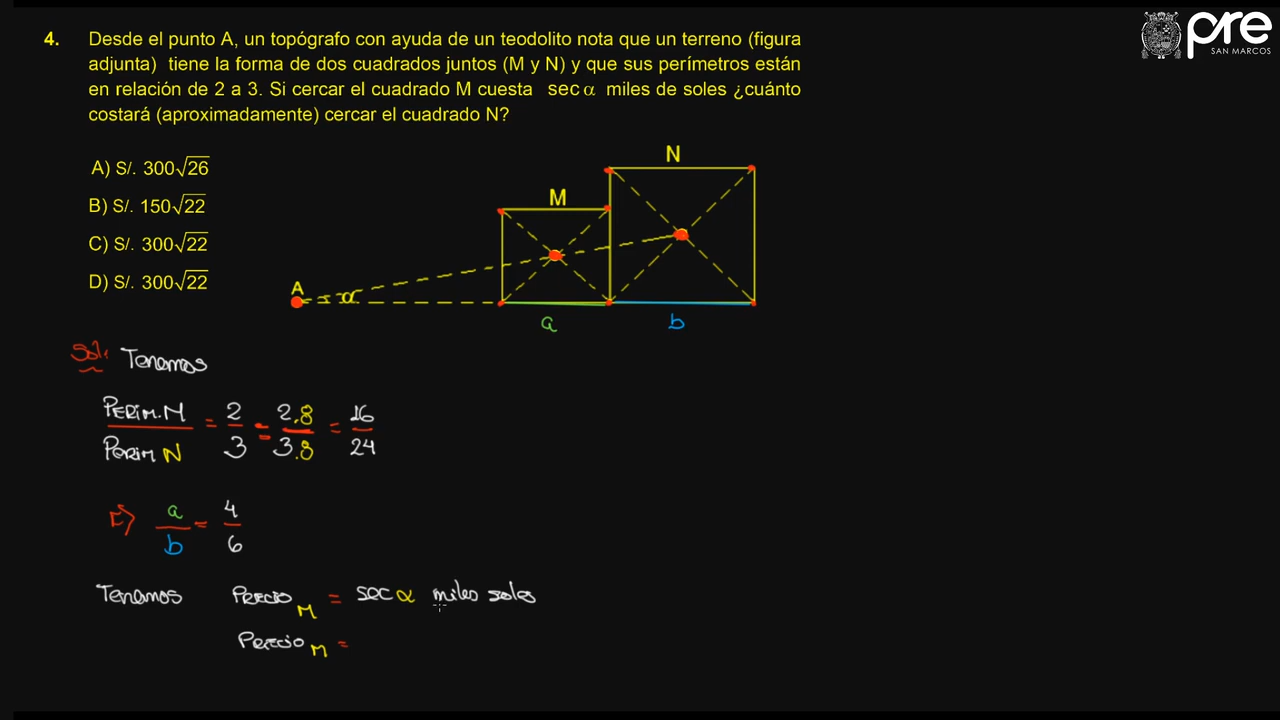 pre
SAN MARCOS
4. Desde el punto A, un topógrafo con ayuda de un teodolito nota que un terreno (figura
adjunta) tiene la forma de dos cuadrados juntos (M y N) y que sus perímetros están
en relación de 2 a 3. Si cercar el cuadrado M cuesta sec α miles de soles ¿cuánto
costará (aproximadamente) cercar el cuadrado N?
A) S/. 300√26
B) S/. 150√22
C) S/. 300√22
D) S/. 300√22
N
M
A
α
a b
Sol: Tenemos
PERIM. M / PERIM N = 2/3 = 2.8/3.8 = 16/24
⇒ a/b = 4/6
Tenemos PRECIO M = sec α miles soles
PRECIO M =